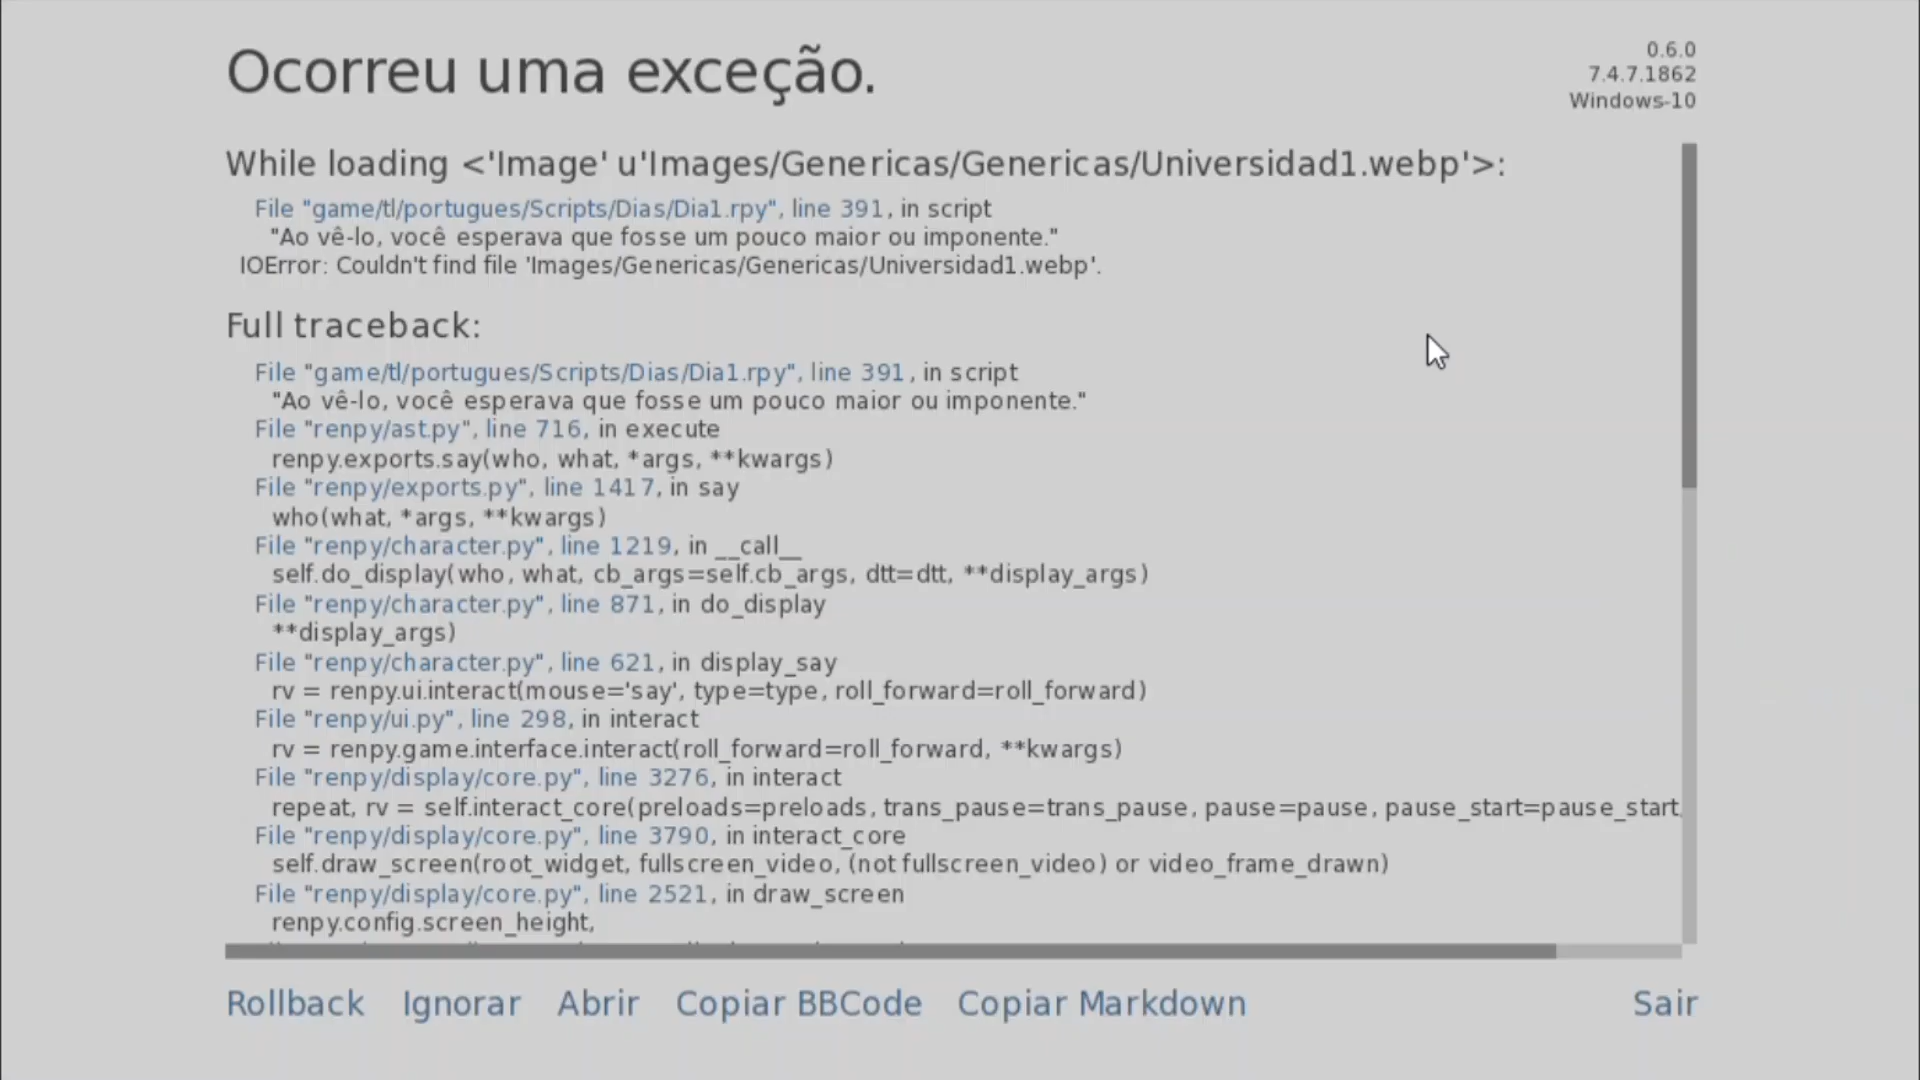 Ocorreu uma exceção.
0.6.0
7.4.7.1862
Windows-10
While loading <'Image' u'Images/Genericas/Genericas/Universidad1.webp'>:
File "game/tl/portugues/Scripts/Dias/Dia1.rpy", line 391, in script
"Ao vê-lo, você esperava que fosse um pouco maior ou imponente."
IOError: Couldn't find file 'Images/Genericas/Genericas/Universidad1.webp'.
Full traceback:
File "game/tl/portugues/Scripts/Dias/Dia1.rpy", line 391, in script
"Ao vê-lo, você esperava que fosse um pouco maior ou imponente."
File "renpy/ast.py", line 716, in execute
renpy.exports.say(who, what, *args, **kwargs)
File "renpy/exports.py", line 1417, in say
who(what, *args, **kwargs)
File "renpy/character.py", line 1219, in __call__
self.do_display(who, what, cb_args=self.cb_args, dtt=dtt, **display_args)
File "renpy/character.py", line 871, in do_display
**display_args)
File "renpy/character.py", line 621, in display_say
rv = renpy.ui.interact(mouse='say', type=type, roll_forward=roll_forward)
File "renpy/ui.py", line 298, in interact
rv = renpy.game.interface.interact(roll_forward=roll_forward, **kwargs)
File "renpy/display/core.py", line 3276, in interact
repeat, rv = self.interact_core(preloads=preloads, trans_pause=trans_pause, pause=pause, pause_start=pause_start,
File "renpy/display/core.py", line 3790, in interact_core
self.draw_screen(root_widget, fullscreen_video, (not fullscreen_video) or video_frame_drawn)
File "renpy/display/core.py", line 2521, in draw_screen
renpy.config.screen_height,
Rollback Ignorar Abrir Copiar BBCode Copiar Markdown Sair